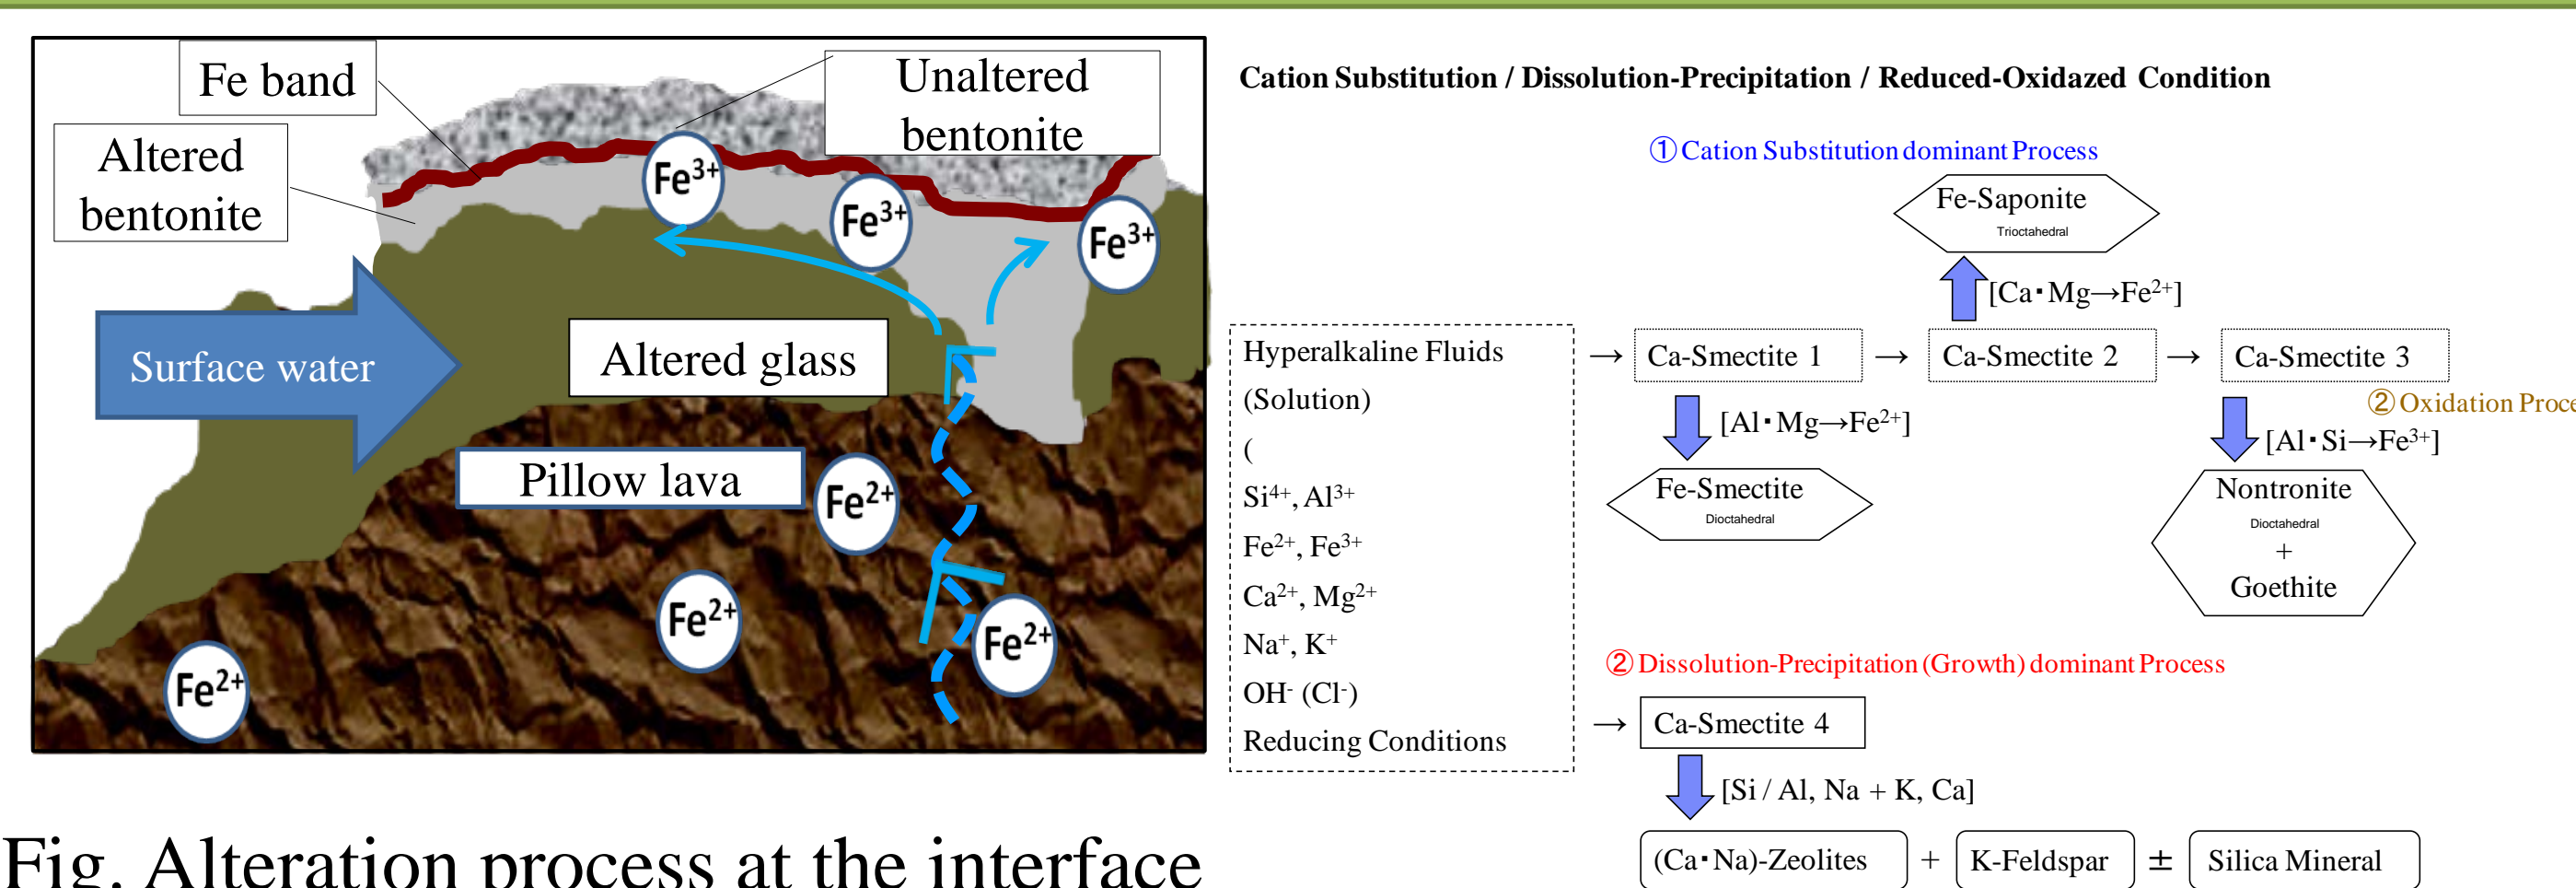 Fe band
Unaltered
bentonite
Altered
bentonite
Fe3+
Fe3+
Fe3+
Surface water
Altered glass
Pillow lava
Fe2+
Fe2+
Fe2+
Fe2+
Fig. Alteration process at the interface
Cation Substitution / Dissolution-Precipitation / Reduced-Oxidazed Condition
① Cation Substitution dominant Process
Fe-Saponite
Trioctahedral
[Ca・Mg→Fe2+]
Hyperalkaline Fluids
(Solution)
(
Si4+, Al3+
Fe2+, Fe3+
Ca2+, Mg2+
Na+, K+
OH- (Cl-)
Reducing Conditions
→ Ca-Smectite 1 → Ca-Smectite 2 → Ca-Smectite 3
② Oxidation
[Al・Mg→Fe2+]
[Al・Si→Fe3+]
Fe-Smectite
Dioctahedral
Nontronite
Dioctahedral
+
Goethite
② Dissolution-Precipitation (Growth) dominant Process
→ Ca-Smectite 4
[Si / Al, Na + K, Ca]
(Ca・Na)-Zeolites + K-Feldspar ± Silica Mineral